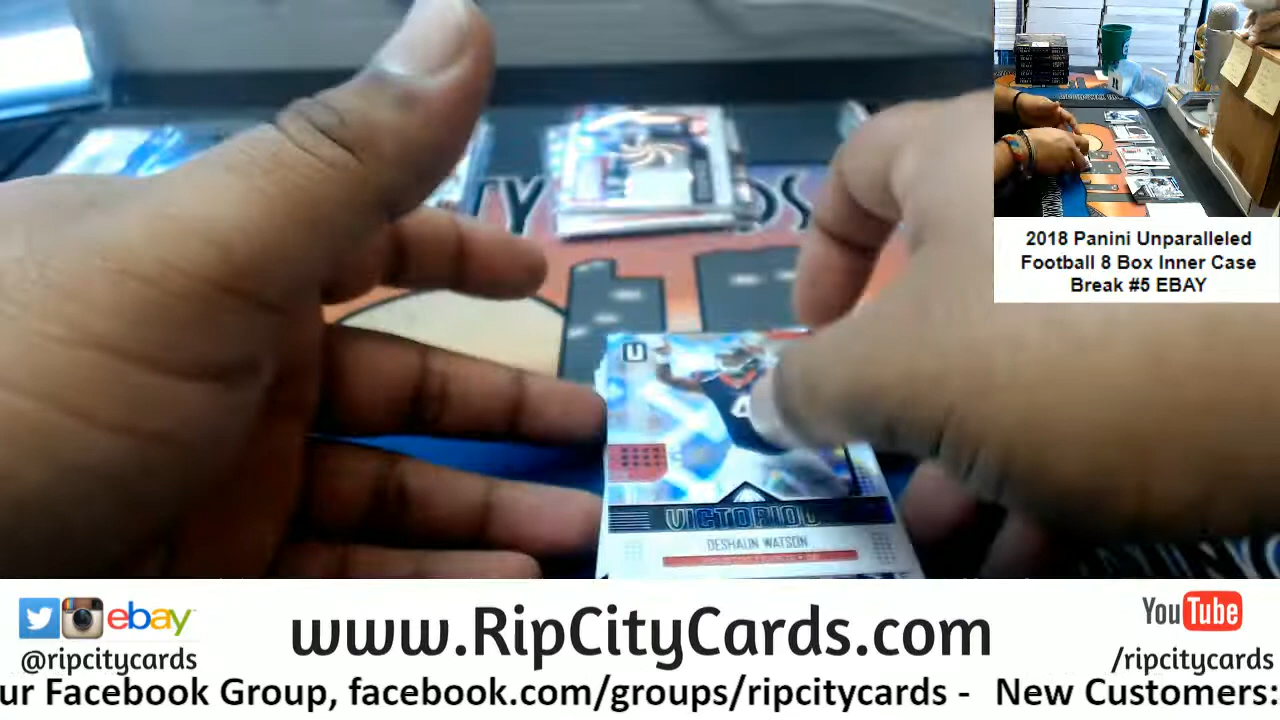 2018 Panini Unparalleled
Football 8 Box Inner Case
Break #5 EBAY
U
VICTORIOU
DESHAUN WATSON
ebay
@ripcitycards
www.RipCityCards.com
YouTube
/ripcitycards
ur Facebook Group, facebook.com/groups/ripcitycards - New Customers: